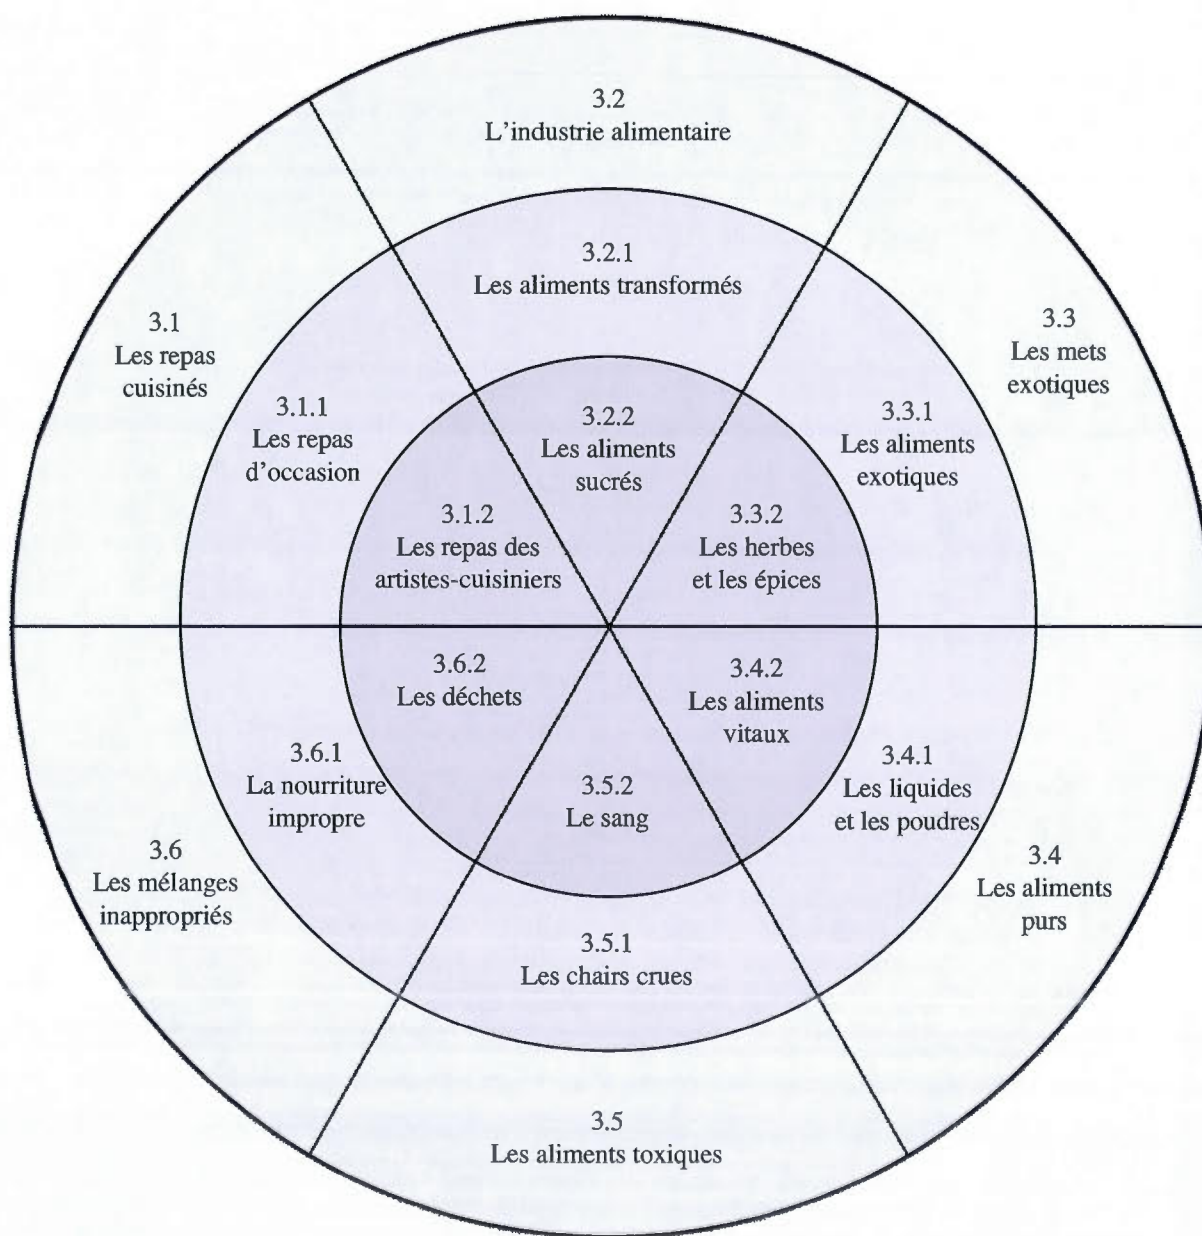 3.2
L'industrie alimentaire
3.2.1
Les aliments transformés
3.1
Les repas
cuisinés
3.3
Les mets
exotiques
3.1.1
Les repas
d'occasion
3.2.2
Les aliments
sucrés
3.3.1
Les aliments
exotiques
3.1.2
Les repas des
artistes-cuisiniers
3.3.2
Les herbes
et les épices
3.6.2
Les déchets
3.4.2
Les aliments
vitaux
3.6.1
La nourriture
impropre
3.5.2
Le sang
3.4.1
Les liquides
et les poudres
3.6
Les mélanges
inappropriés
3.4
Les aliments
purs
3.5.1
Les chairs crues
3.5
Les aliments toxiques